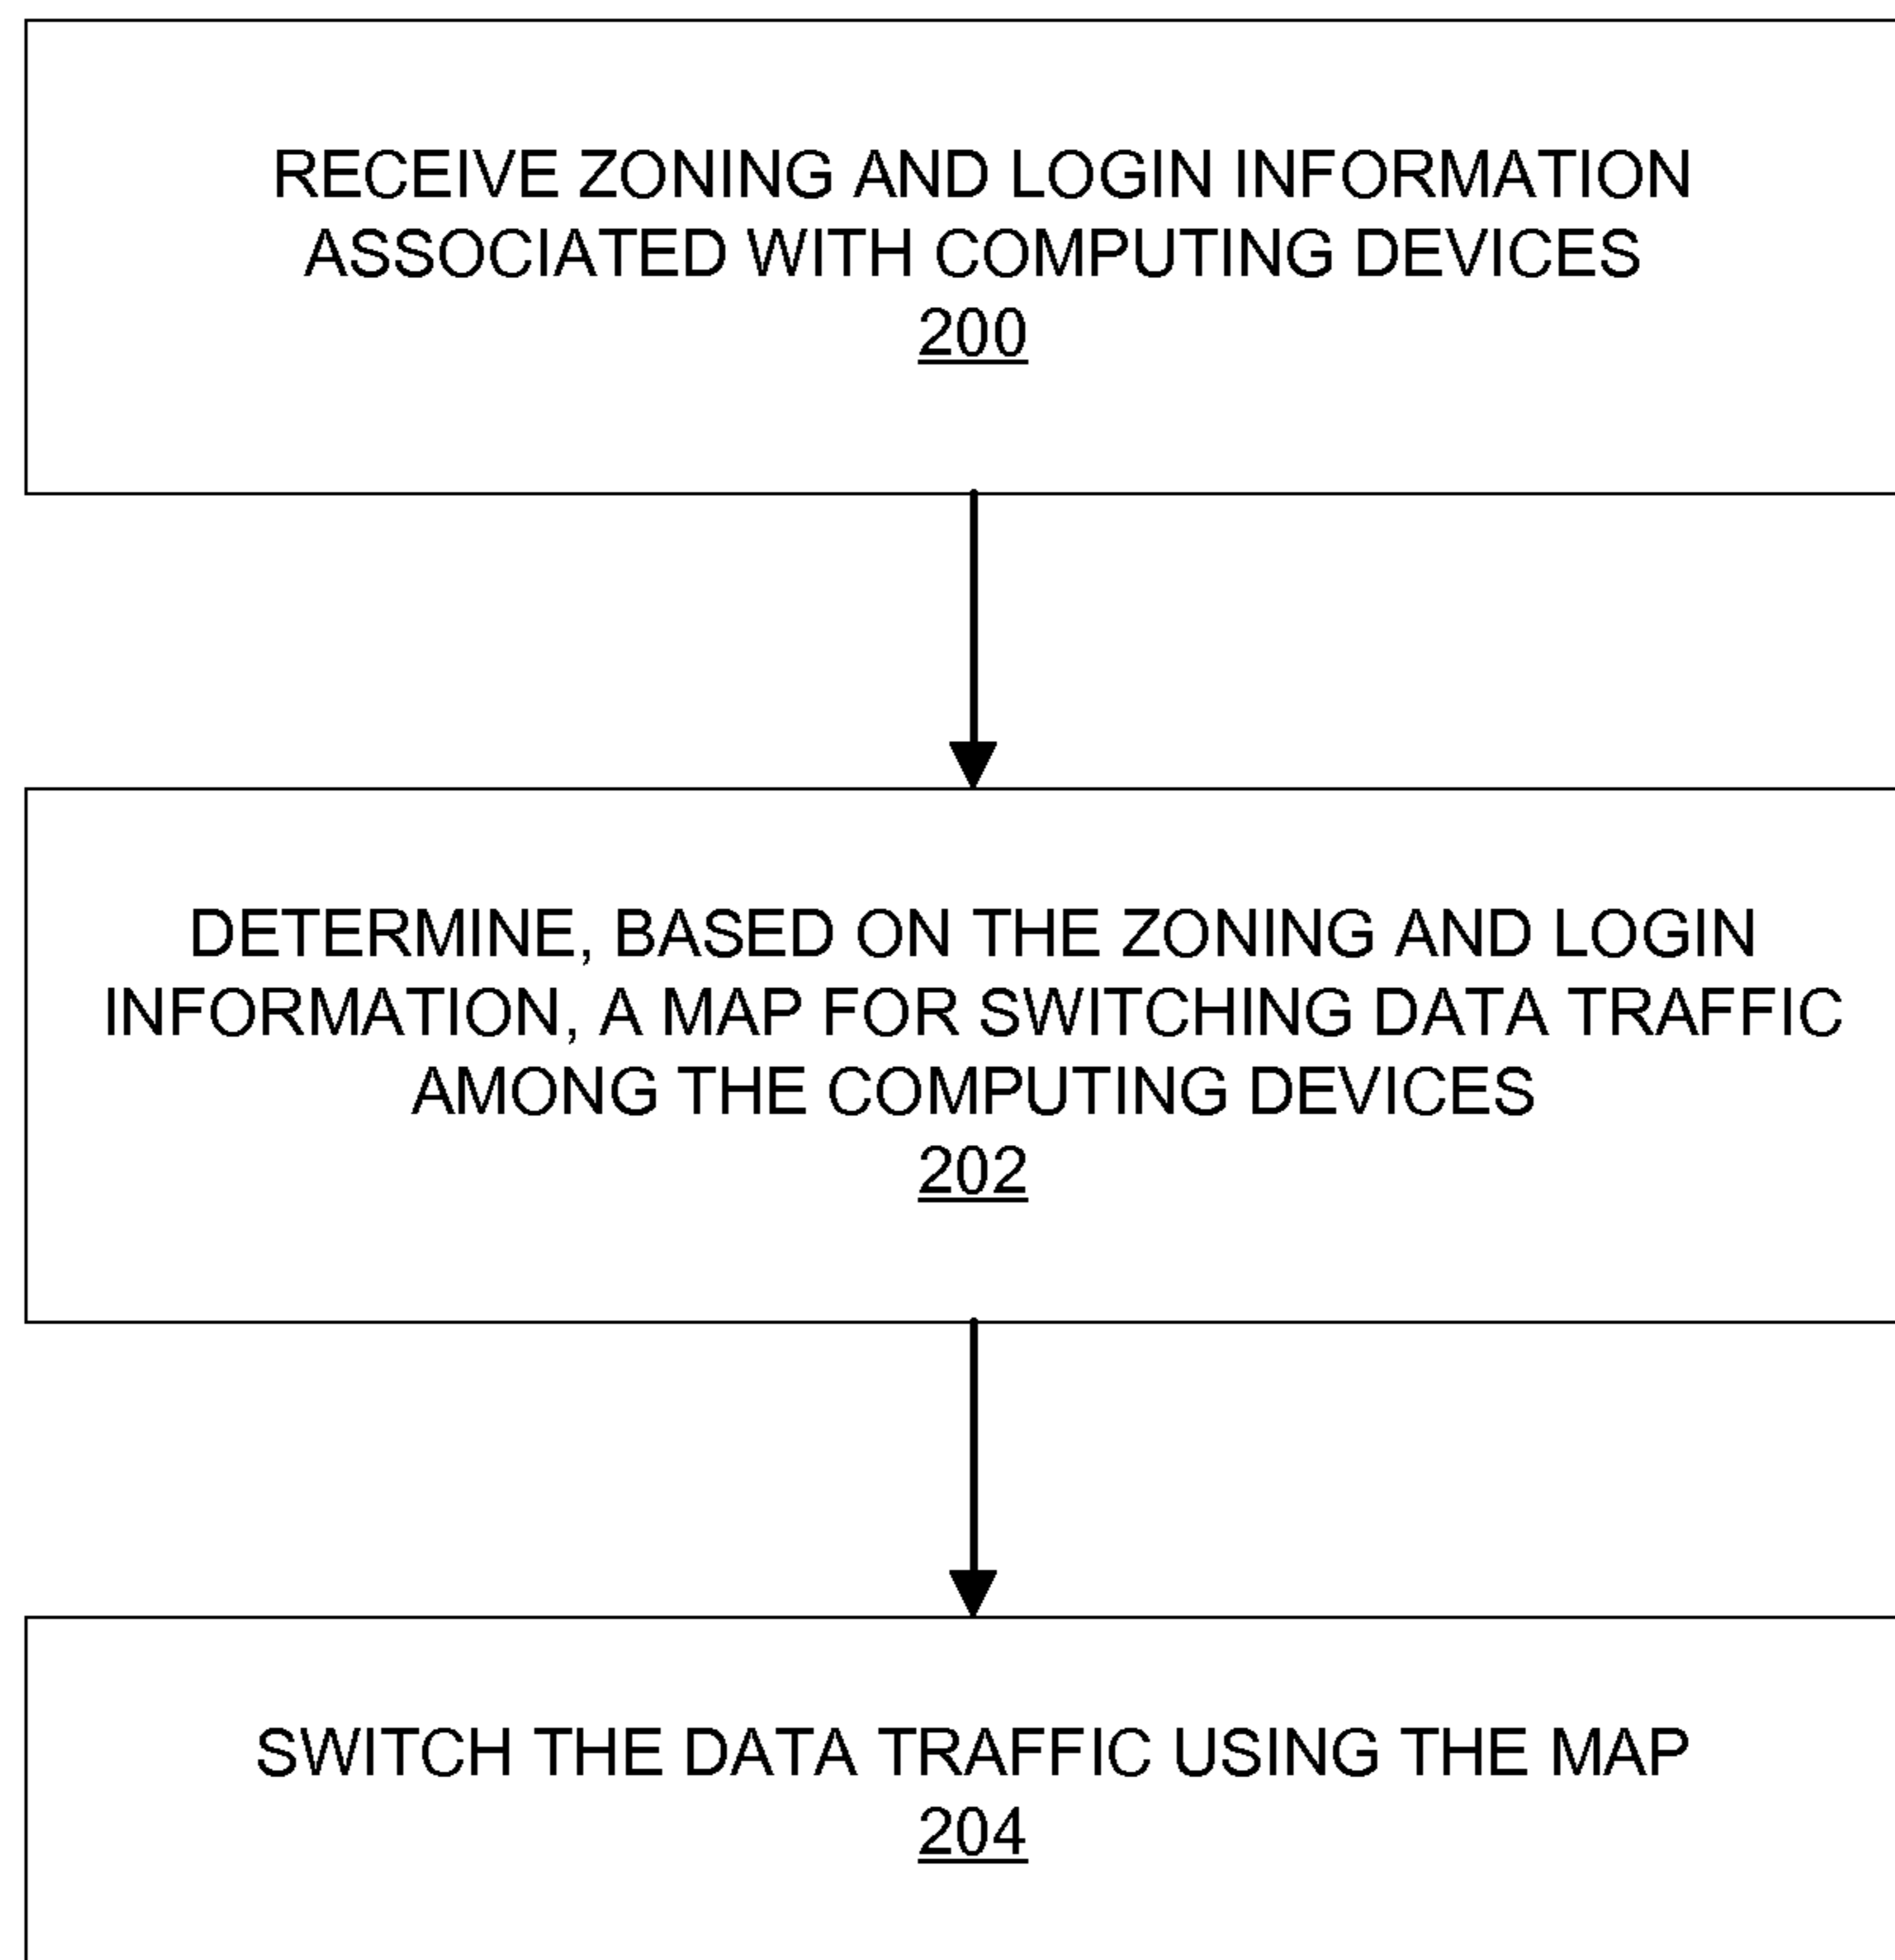 RECEIVE ZONING AND LOGIN INFORMATION
ASSOCIATED WITH COMPUTING DEVICES
200
DETERMINE, BASED ON THE ZONING AND LOGIN
INFORMATION, A MAP FOR SWITCHING DATA TRAFFIC
AMONG THE COMPUTING DEVICES
202
SWITCH THE DATA TRAFFIC USING THE MAP
204